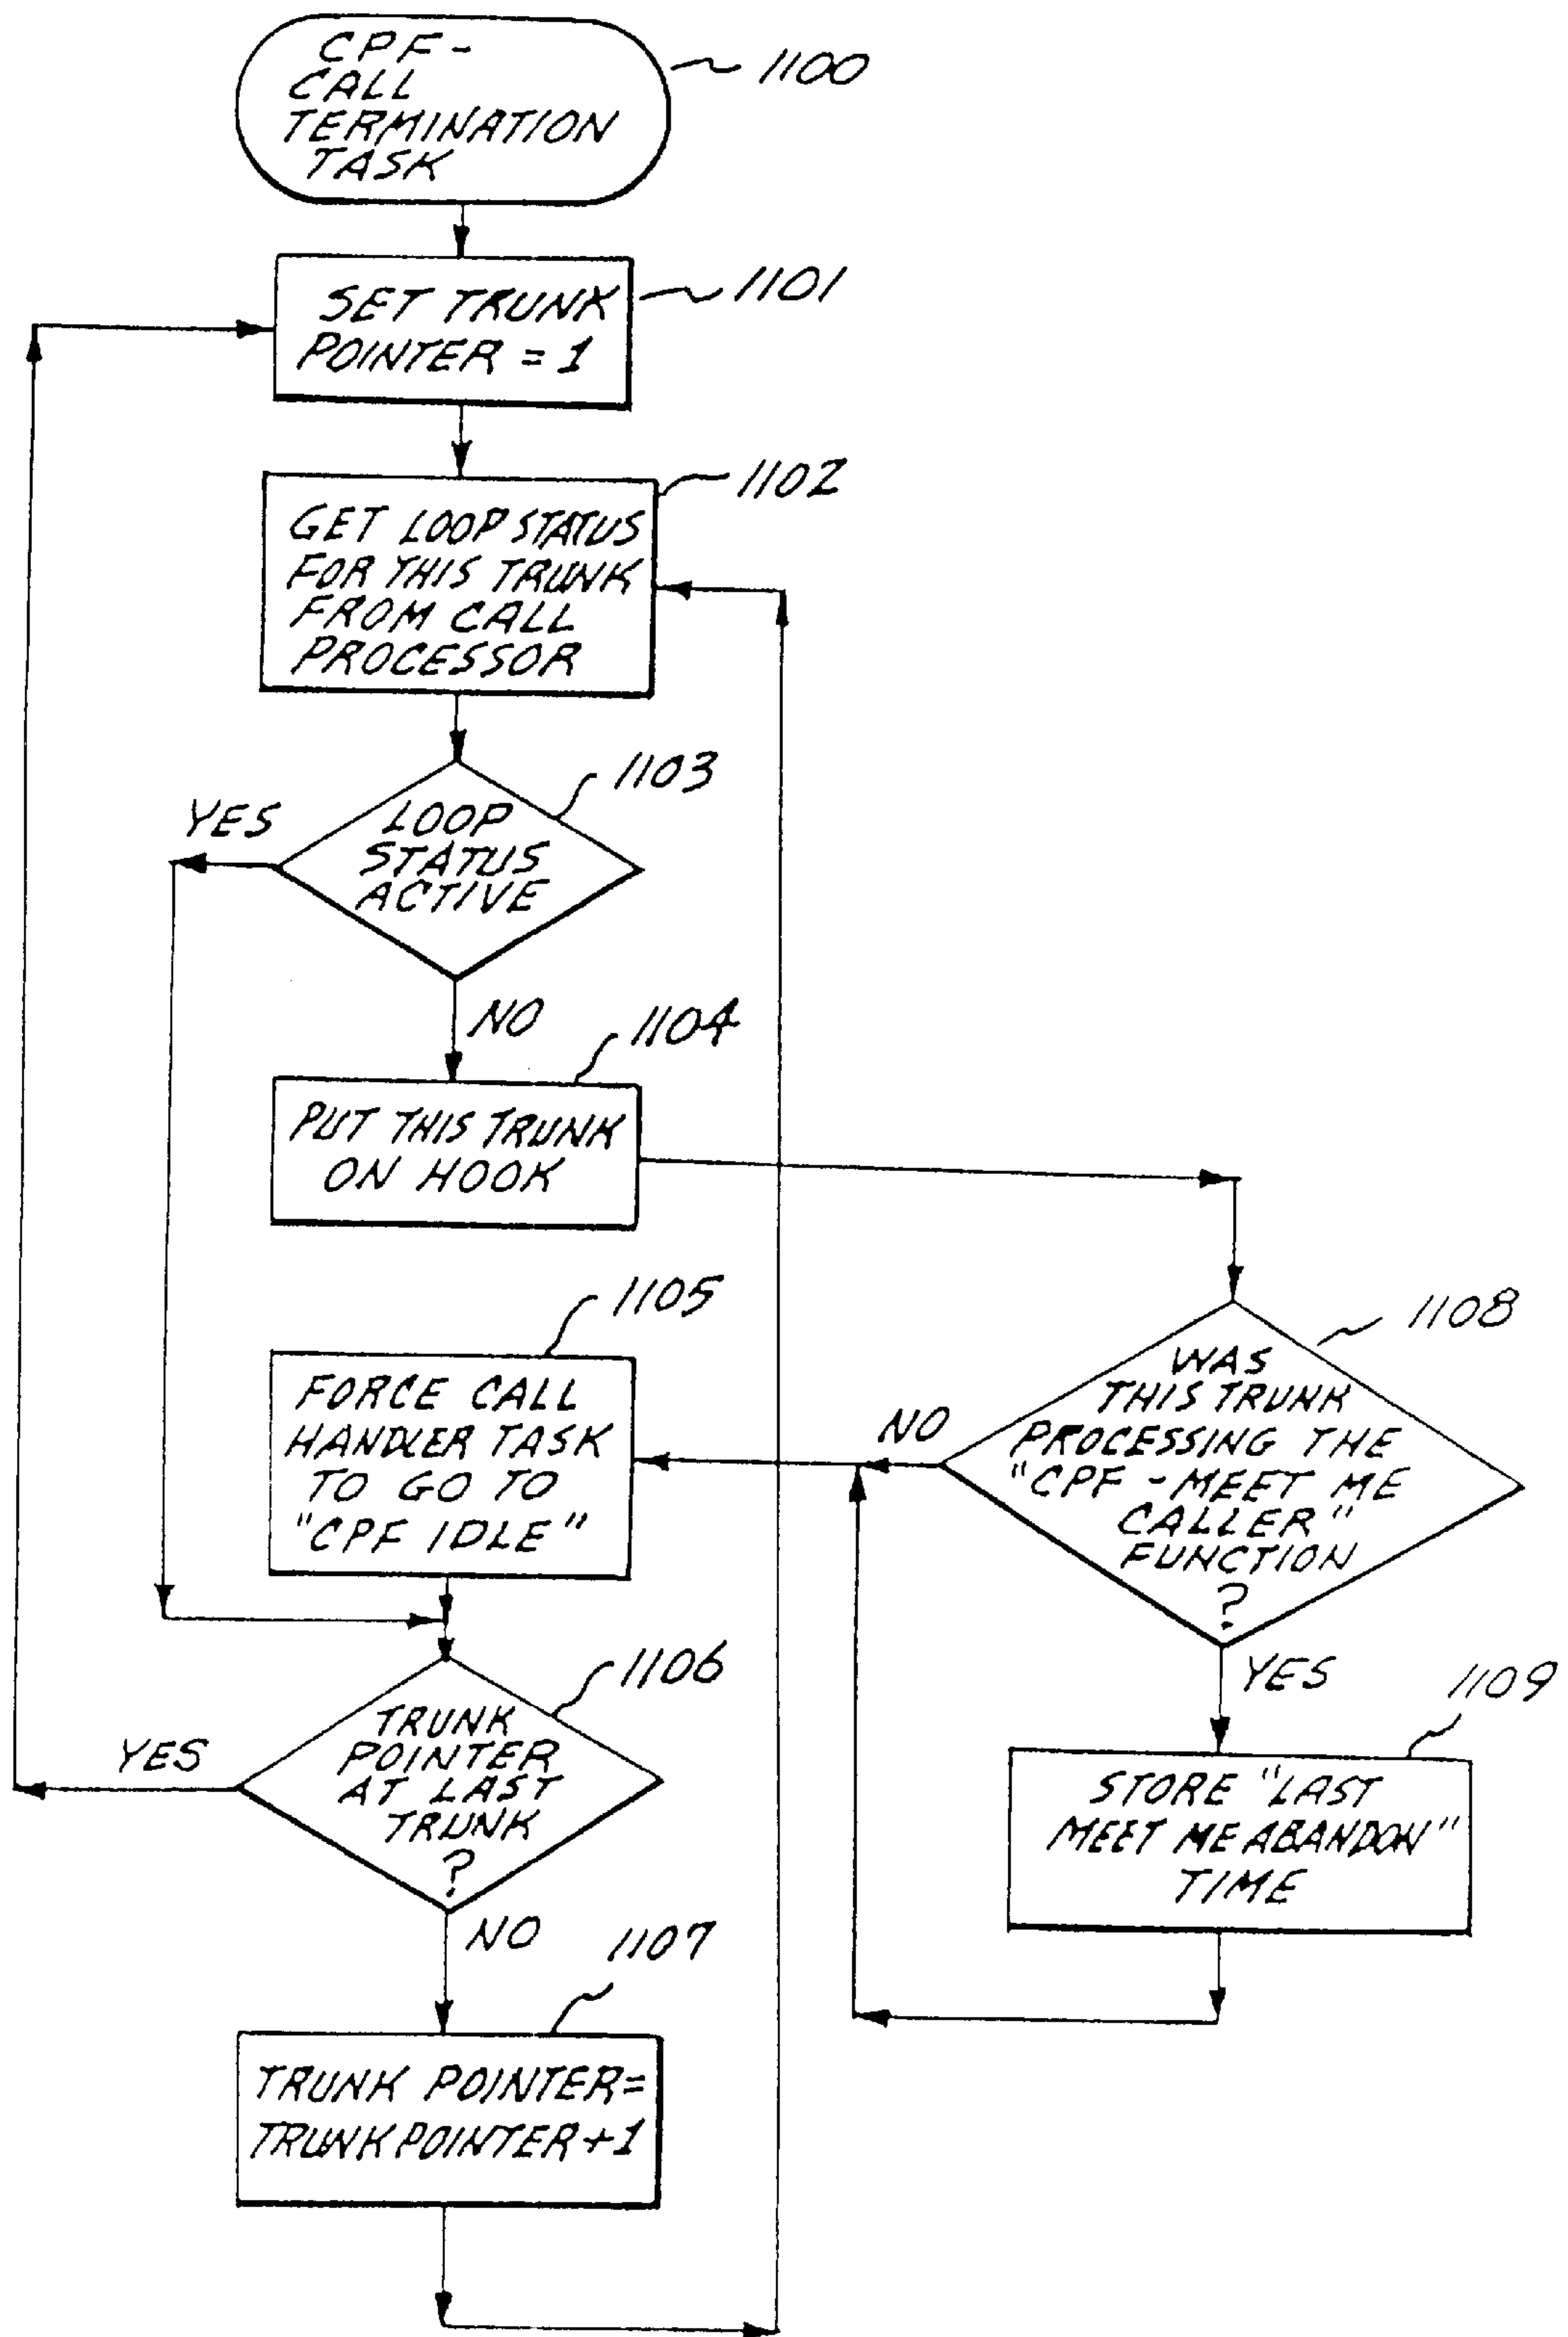 CPF-
CALL
TERMINATION
TASK
1100
SET TRUNK
POINTER = 1
1101
GET LOOP STATUS
FOR THIS TRUNK
FROM CALL
PROCESSOR
1102
LOOP
STATUS
ACTIVE
1103
YES
NO
PUT THIS TRUNK
ON HOOK
1104
FORCE CALL
HANDLER TASK
TO GO TO
"CPF IDLE"
1105
WAS
THIS TRUNK
PROCESSING THE
"CPF - MEET ME
CALLER"
FUNCTION
?
1108
NO
YES
STORE "LAST
MEET ME ABANDON"
TIME
1109
TRUNK
POINTER
AT LAST
TRUNK
?
1106
YES
NO
TRUNK POINTER=
TRUNK POINTER+1
1107